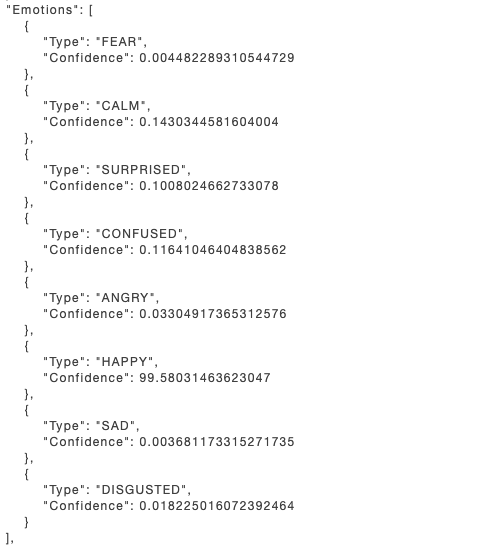 "Emotions": [
{
"Type": "FEAR",
"Confidence": 0.004482289310544729
},
{
"Type": "CALM",
"Confidence": 0.1430344581604004
},
{
"Type": "SURPRISED",
"Confidence": 0.1008024662733078
},
{
"Type": "CONFUSED",
"Confidence": 0.11641046404838562
},
{
"Type": "ANGRY",
"Confidence": 0.03304917365312576
},
{
"Type": "HAPPY",
"Confidence": 99.58031463623047
},
{
"Type": "SAD",
"Confidence": 0.003681173315271735
},
{
"Type": "DISGUSTED",
"Confidence": 0.018225016072392464
}
],